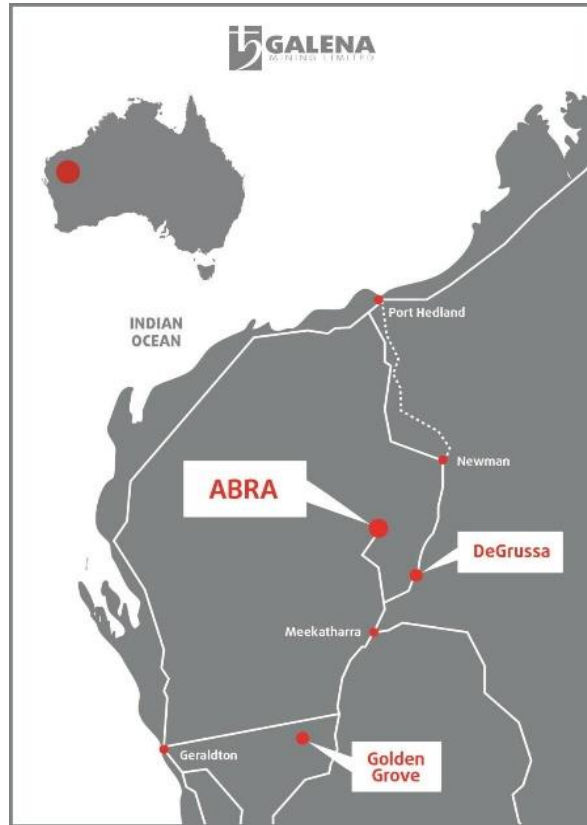 GALENA
MINING LIMITED
INDIAN
OCEAN
Port Hedland
Newman
ABRA
DeGrussa
Meekatharra
Geraldton
Golden
Grove